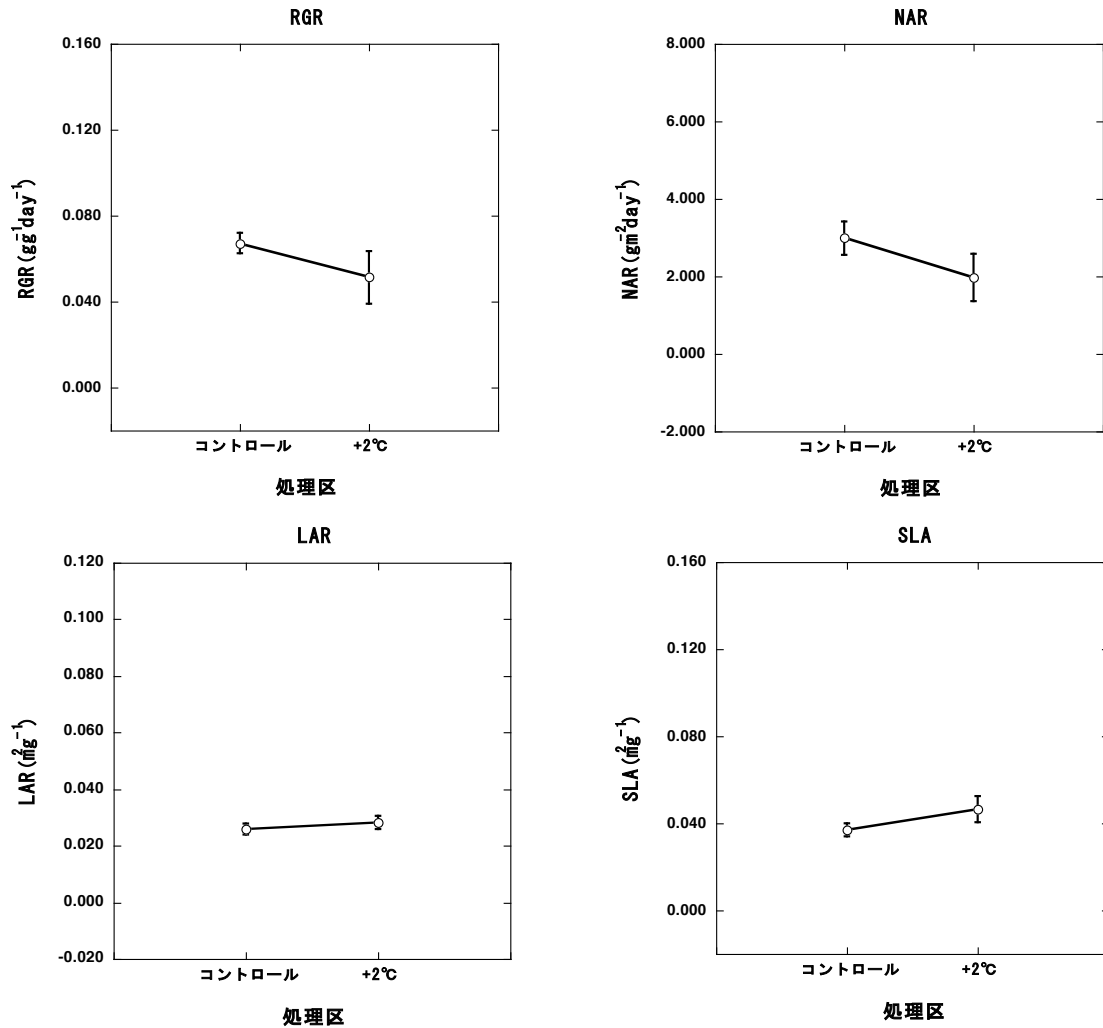 RGR
0.160
0.120
0.080
0.040
0.000
RGR(gg⁻¹day⁻¹)
コントロール
+2℃
処理区
NAR
8.000
6.000
4.000
2.000
0.000
-2.000
NAR(gm⁻²day⁻¹)
コントロール
+2℃
処理区
LAR
0.120
0.100
0.080
0.060
0.040
0.020
0.000
-0.020
LAR(m²g⁻¹)
コントロール
+2℃
処理区
SLA
0.160
0.120
0.080
0.040
0.000
SLA(m²g⁻¹)
コントロール
+2℃
処理区